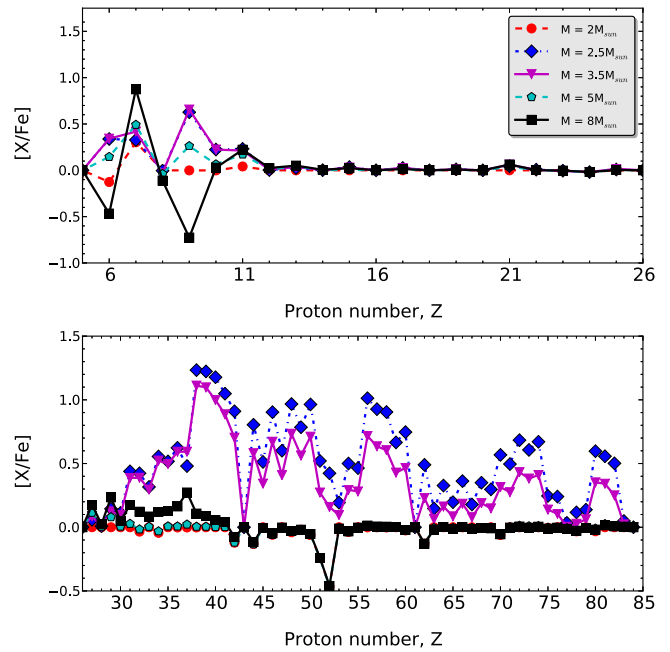 1.5
1.0
0.5
0.0
−0.5
−1.0
[X/Fe]
M = 2M_sun
M = 2.5M_sun
M = 3.5M_sun
M = 5M_sun
M = 8M_sun
6 11 16 21 26
Proton number, Z
1.5
1.0
0.5
0.0
−0.5
[X/Fe]
30 35 40 45 50 55 60 65 70 75 80 85
Proton number, Z